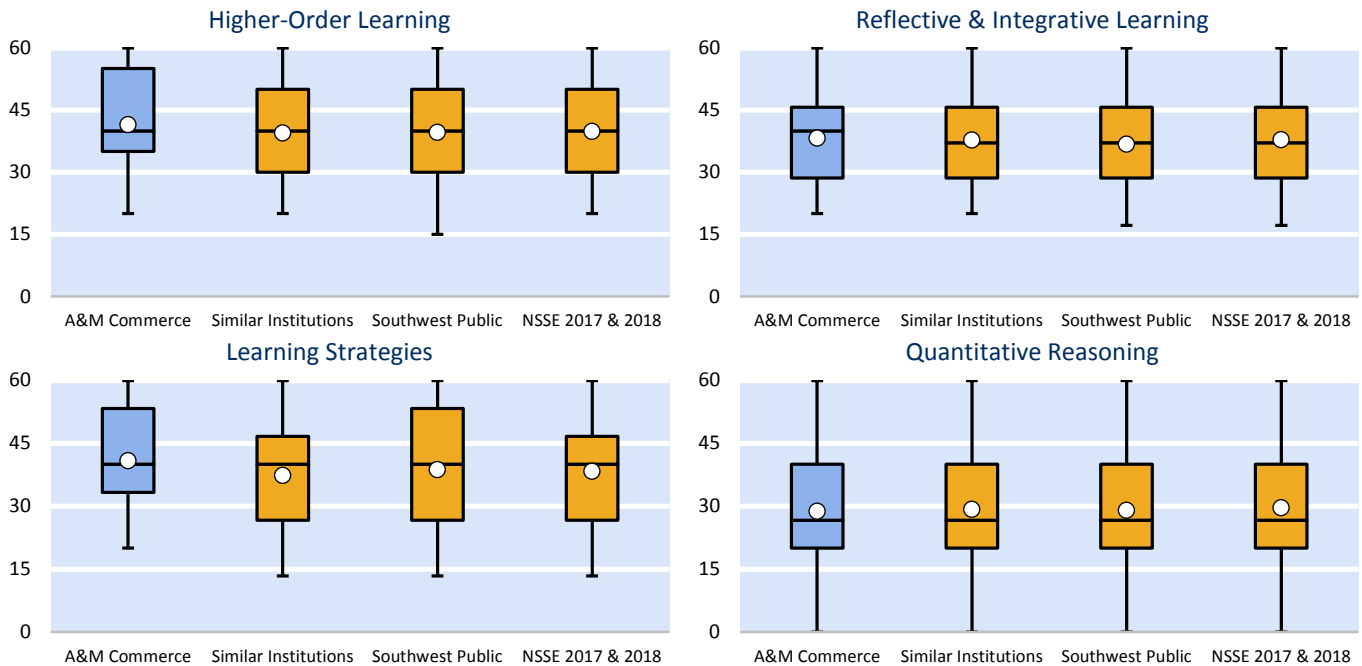 Higher-Order Learning
60
45
30
15
0
A&M Commerce Similar Institutions Southwest Public NSSE 2017 & 2018
Reflective & Integrative Learning
60
45
30
15
0
A&M Commerce Similar Institutions Southwest Public NSSE 2017 & 2018
Learning Strategies
60
45
30
15
0
A&M Commerce Similar Institutions Southwest Public NSSE 2017 & 2018
Quantitative Reasoning
60
45
30
15
0
A&M Commerce Similar Institutions Southwest Public NSSE 2017 & 2018